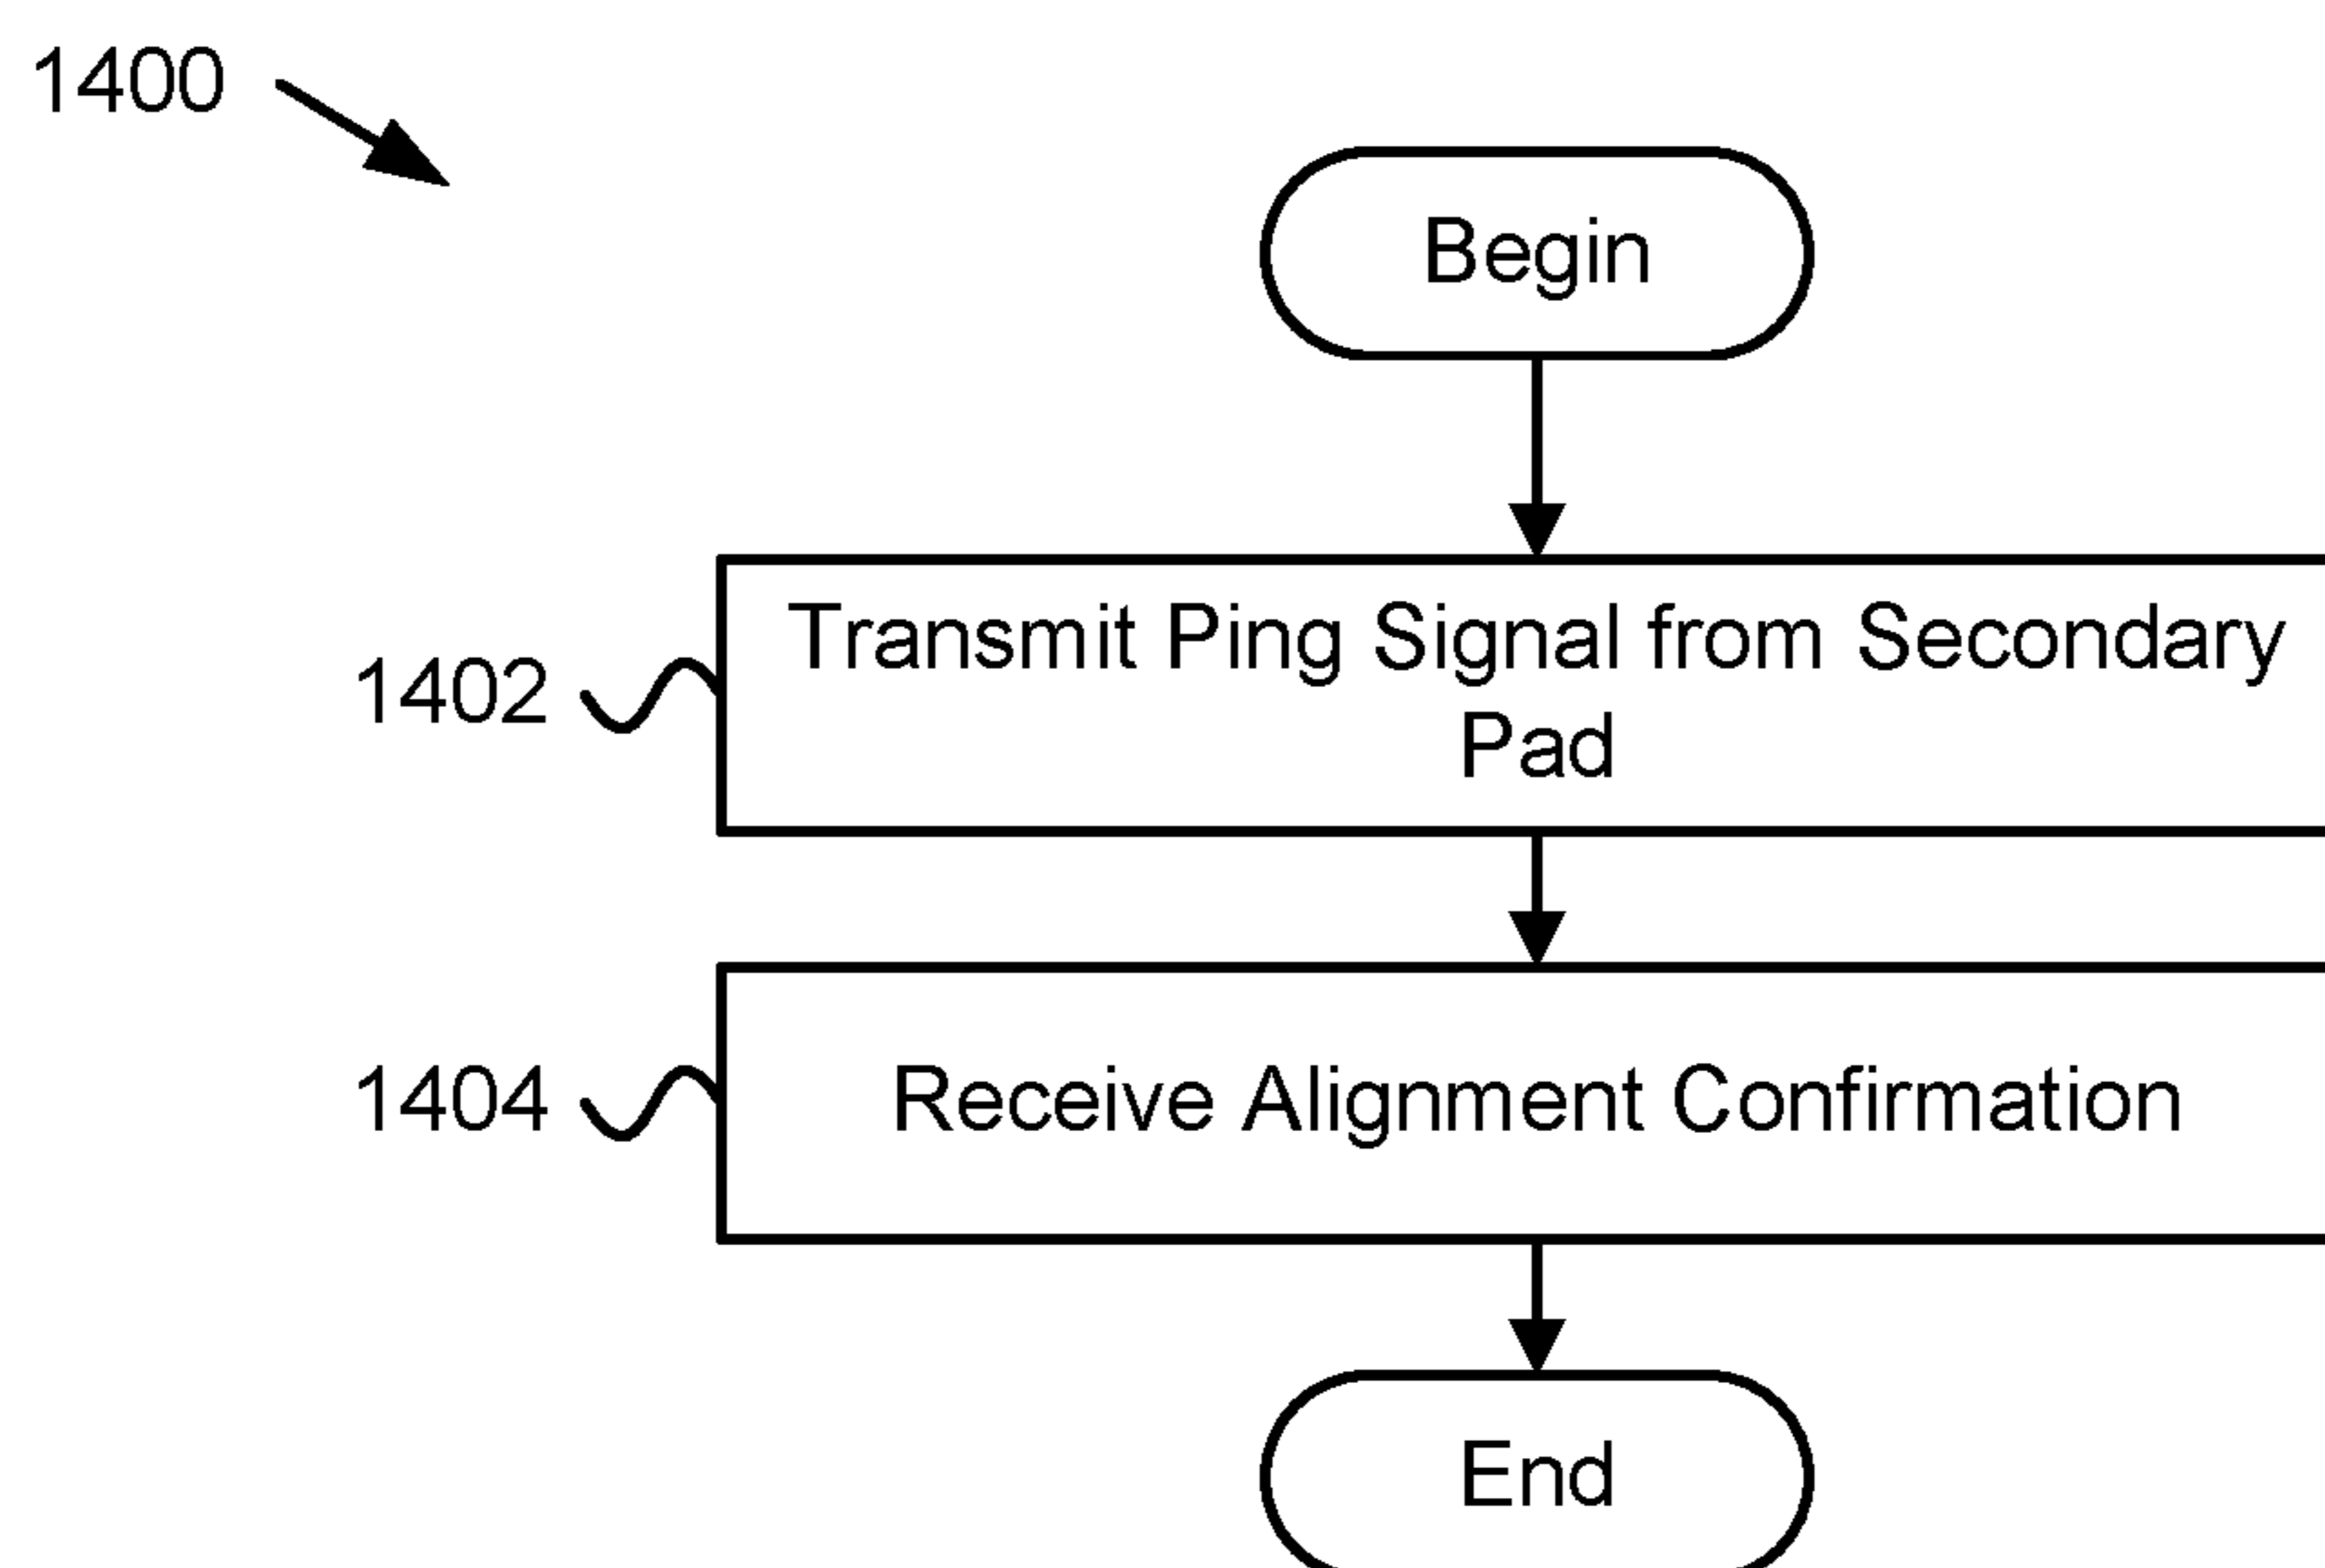 1400
Begin
1402
Transmit Ping Signal from Secondary
Pad
1404
Receive Alignment Confirmation
End